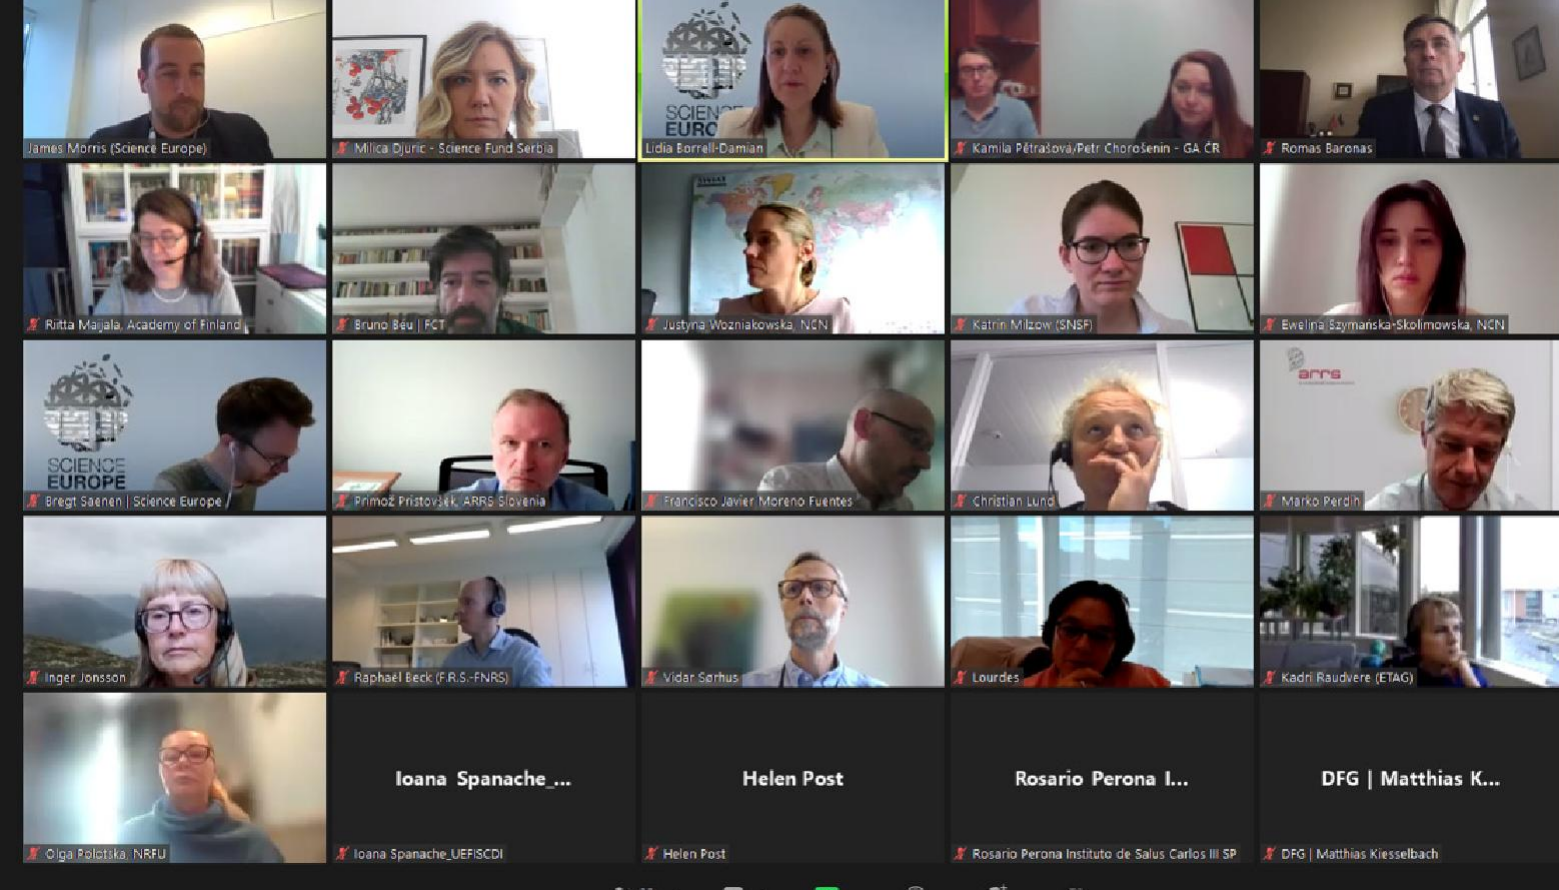 SCIENCE
EURO
James Morris (Science Europe)
Milica Djuric - Science Fund Serbia
Lidia Borrell-Damian
Kamila Pětrášová/Petr Chorošenin - GA ČR
Romas Baronas
Riitta Maijala, Academy of Finland
Bruno Béu | FCT
Justyna Wozniakowska, NCN
Katrin Milzow (SNSF)
Ewelina Szymańska-Skolimowska, NCN
arrs
SCIENCE
EUROPE
Bregt Saenen | Science Europe
Primož Pristovšek, ARRS Slovenia
Francisco Javier Moreno Fuentes
Christian Lund
Marko Perdih
Inger Jonsson
Raphaël Beck (F.R.S.-FNRS)
Vidar Sørhus
Lourdes
Kadri Raudvere (ETAG)
Ioana Spanache_...
Helen Post
Rosario Perona I...
DFG | Matthias K...
Olga Polotska, NRFU
Ioana Spanache_UEFISCDI
Helen Post
Rosario Perona Instituto de Salus Carlos III SP
DFG | Matthias Kiesselbach